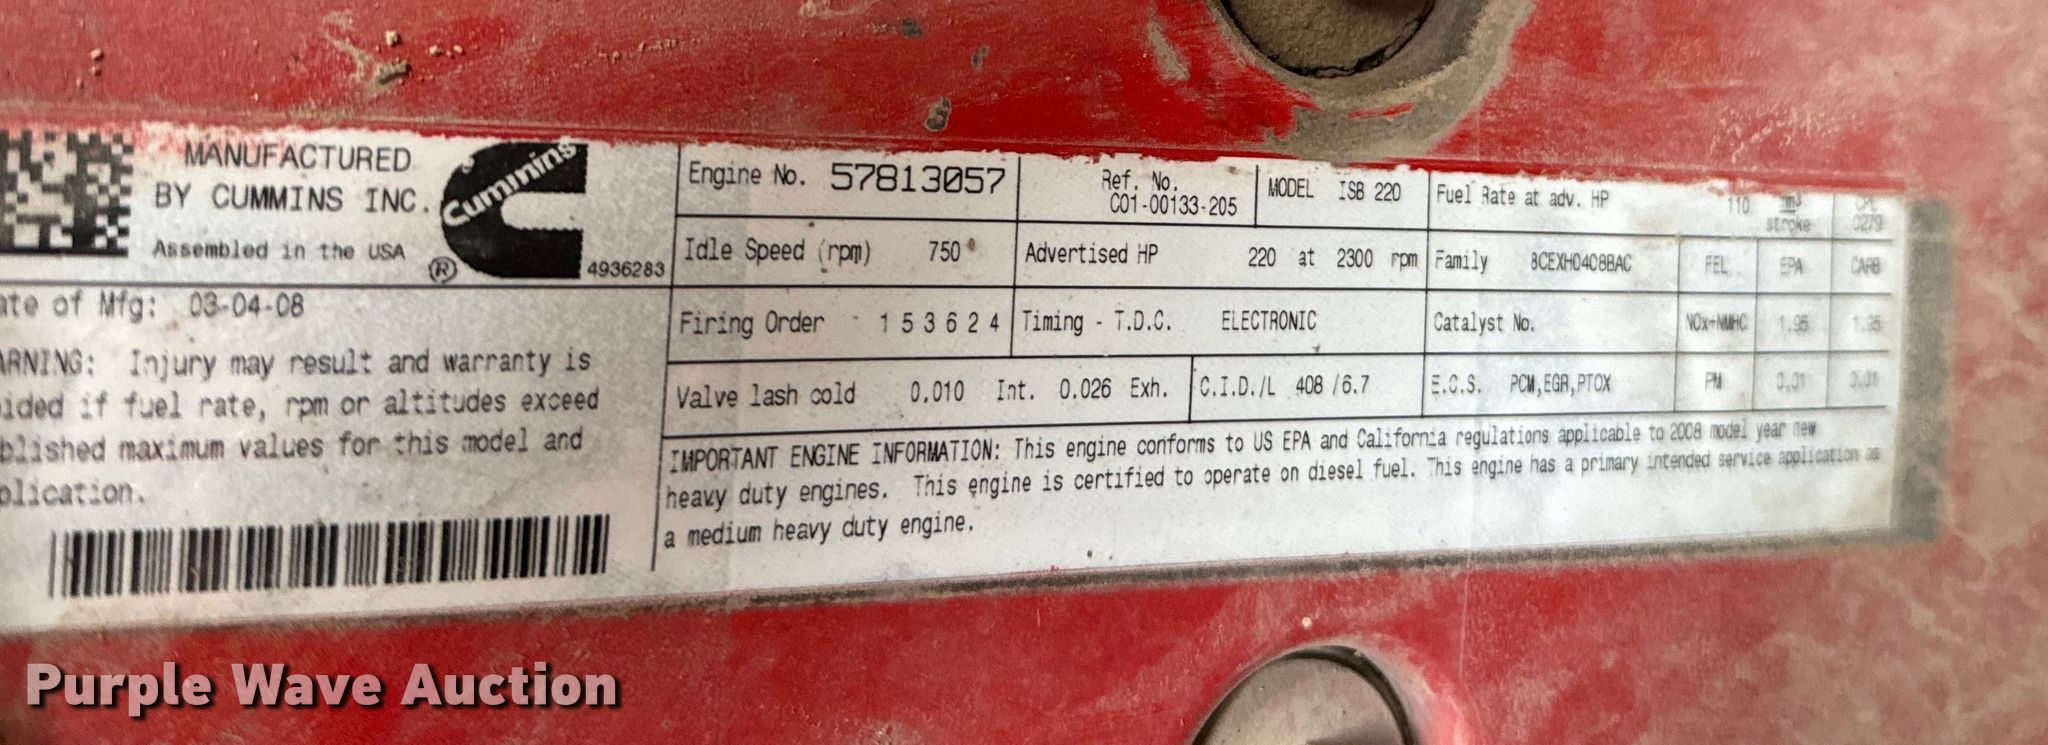 MANUFACTURED
BY CUMMINS INC.
Assembled in the USA
Cummins
®
4936283
ate of Mfg: 03-04-08
ARNING: Injury may result and warranty is
ided if fuel rate, rpm or altitudes exceed
blished maximum values for this model and
plication.
Engine No. 57813057
Ref. No.
C01-00133-205
MODEL ISB 220
Fuel Rate at adv. HP 110 mm3
stroke
CPL
Idle Speed (rpm) 750
Advertised HP 220 at 2300 rpm
Family 8CEXH0408BAC FEL EPA CARB
Firing Order 1 5 3 6 2 4
Timing - T.D.C. ELECTRONIC
Catalyst No. NOx+NMHC 1.95
Valve lash cold 0.010 Int. 0.026 Exh.
C.I.D./L 408 /6.7
E.C.S. PCM,EGR,PTOX PM 0.01 0.01
IMPORTANT ENGINE INFORMATION: This engine conforms to US EPA and California regulations applicable to 2008 model year new
heavy duty engines. This engine is certified to operate on diesel fuel. This engine has a primary intended service application as
a medium heavy duty engine.
Purple Wave Auction